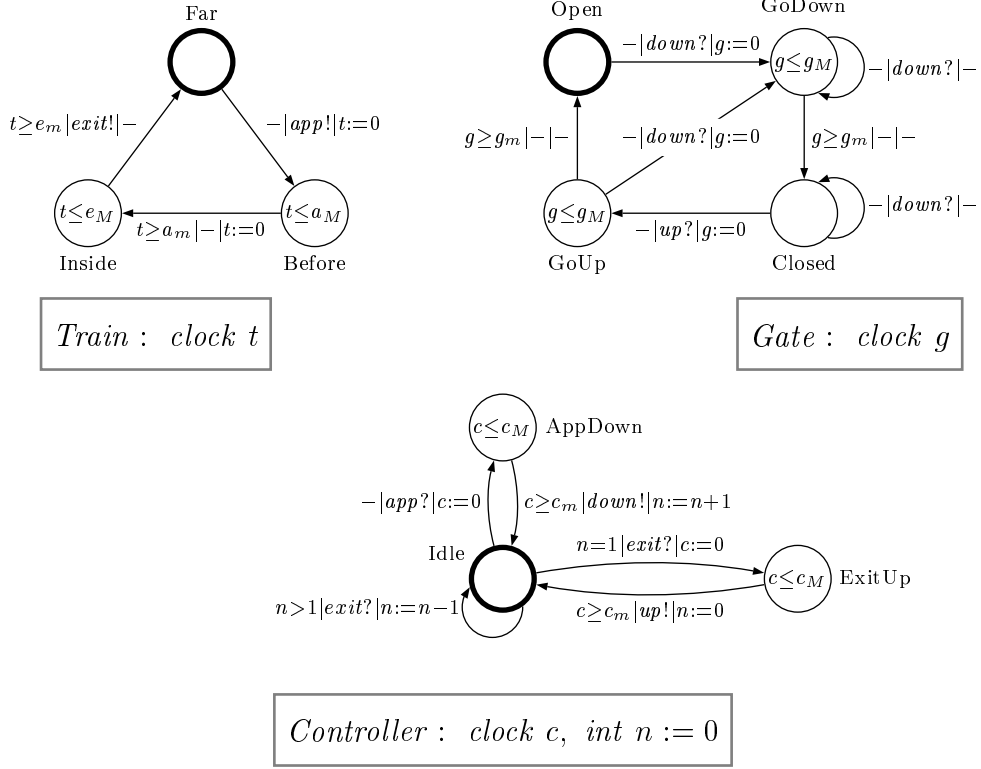 Far
t≥e_m|exit!|−
−|app!|t:=0
t≤e_M
t≤a_M
t≥a_m|−|t:=0
Inside
Before
Train : clock t
Open
GoDown
−|down?|g:=0
g≤g_M
−|down?|−
g≥g_m|−|−
−|down?|g:=0
g≥g_m|−|−
g≤g_M
−|up?|g:=0
−|down?|−
GoUp
Closed
Gate : clock g
c≤c_M
AppDown
−|app?|c:=0
c≥c_m|down!|n:=n+1
Idle
n=1|exit?|c:=0
c≤c_M
ExitUp
n>1|exit?|n:=n−1
c≥c_m|up!|n:=0
Controller : clock c, int n := 0